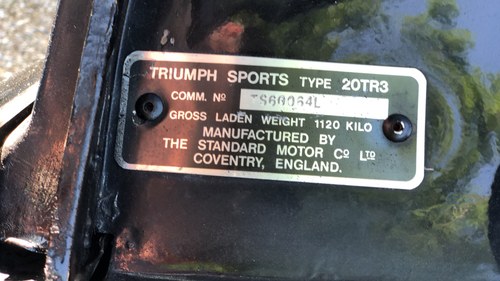 TRIUMPH SPORTS TYPE 20TR3
COMM. Nº TS60064L
GROSS LADEN WEIGHT 1120 KILO
MANUFACTURED BY
THE STANDARD MOTOR Cº LTD
COVENTRY, ENGLAND.